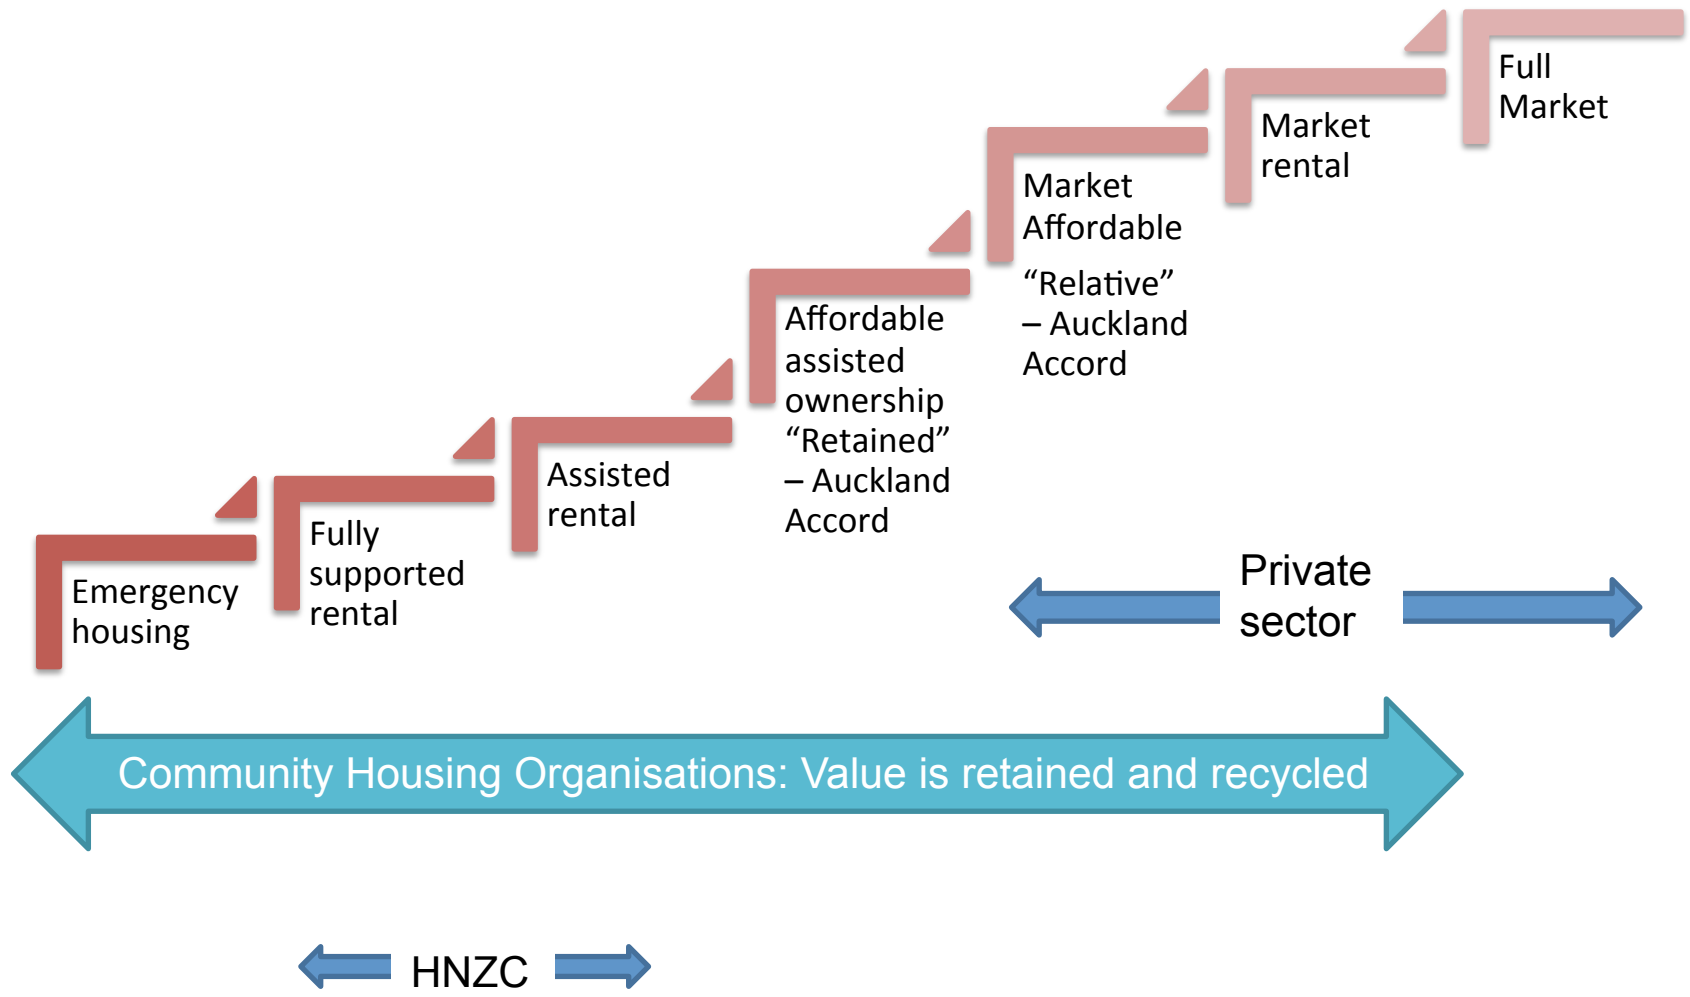 Emergency
housing
Fully
supported
rental
Assisted
rental
Affordable
assisted
ownership
“Retained”
– Auckland
Accord
Market
Affordable
“Relative”
– Auckland
Accord
Market
rental
Full
Market
Private
sector
Community Housing Organisations: Value is retained and recycled
HNZC